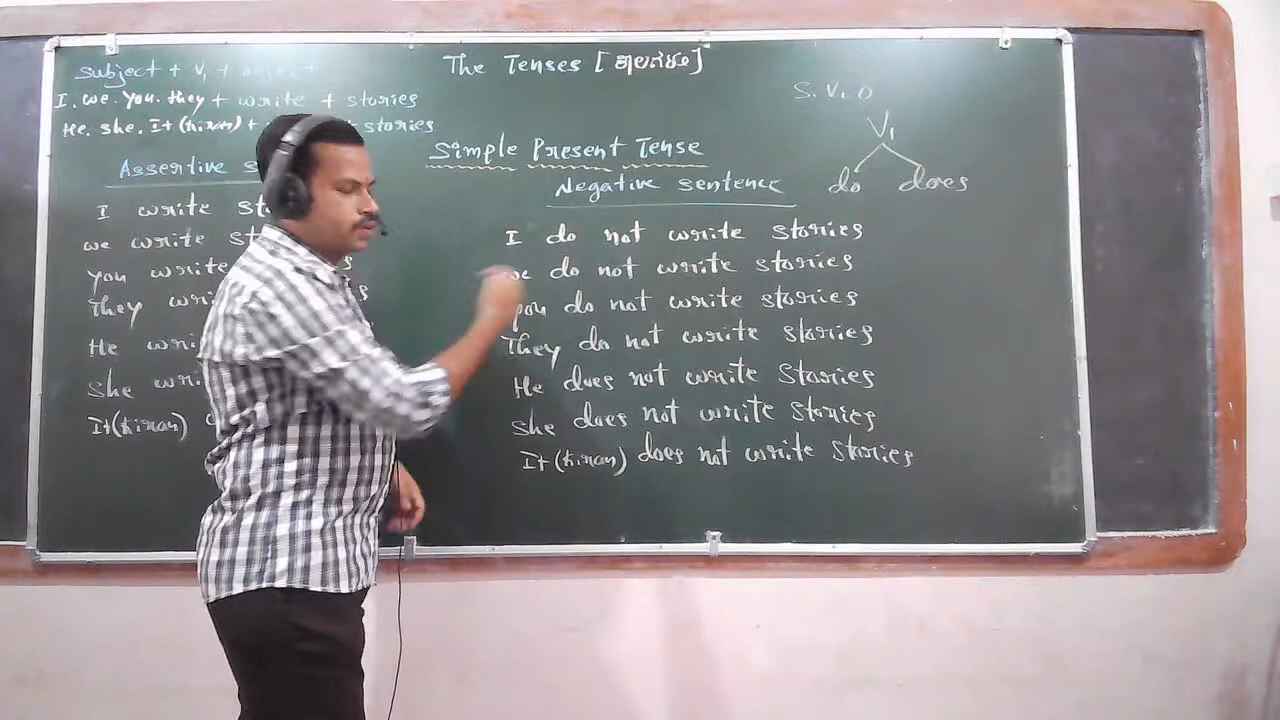 The Tenses [ಕಾಲಗಳು]
Subject + V1 +
I. we. you. they + write + stories
He. she. It (kiran) + stories
S. V. O
V1
do does
Simple Present Tense
Assertive
I write
we write
you write
They
He
She
It (kiran)
Negative sentence
I do not write stories
we do not write stories
you do not write stories
They do not write stories
He does not write stories
she does not write stories
It (kiran) does not write stories